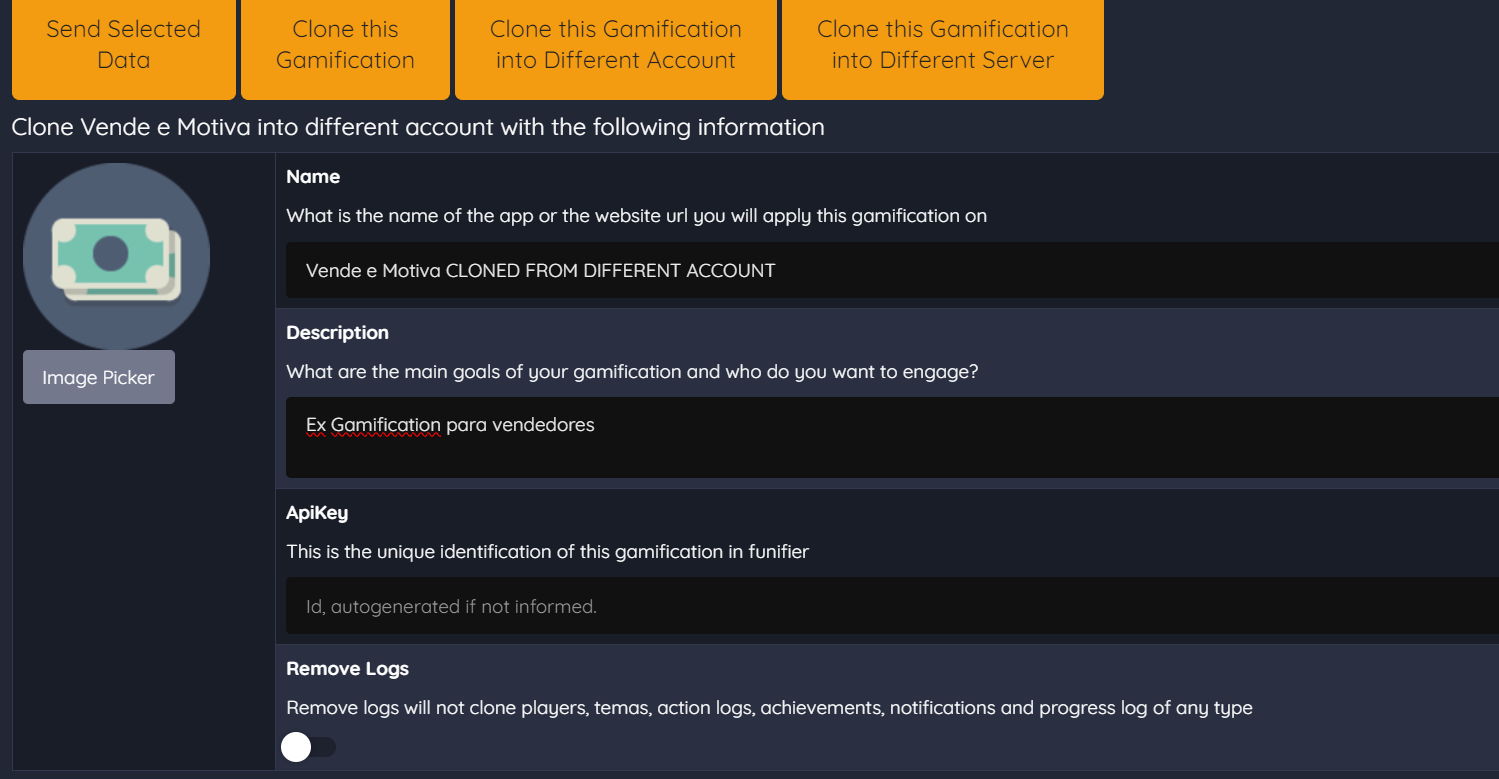 Send Selected
Data
Clone this
Gamification
Clone this Gamification
into Different Account
Clone this Gamification
into Different Server
Clone Vende e Motiva into different account with the following information
Image Picker
Name
What is the name of the app or the website url you will apply this gamification on
Vende e Motiva CLONED FROM DIFFERENT ACCOUNT
Description
What are the main goals of your gamification and who do you want to engage?
Ex Gamification para vendedores
ApiKey
This is the unique identification of this gamification in funifier
Id, autogenerated if not informed.
Remove Logs
Remove logs will not clone players, temas, action logs, achievements, notifications and progress log of any type